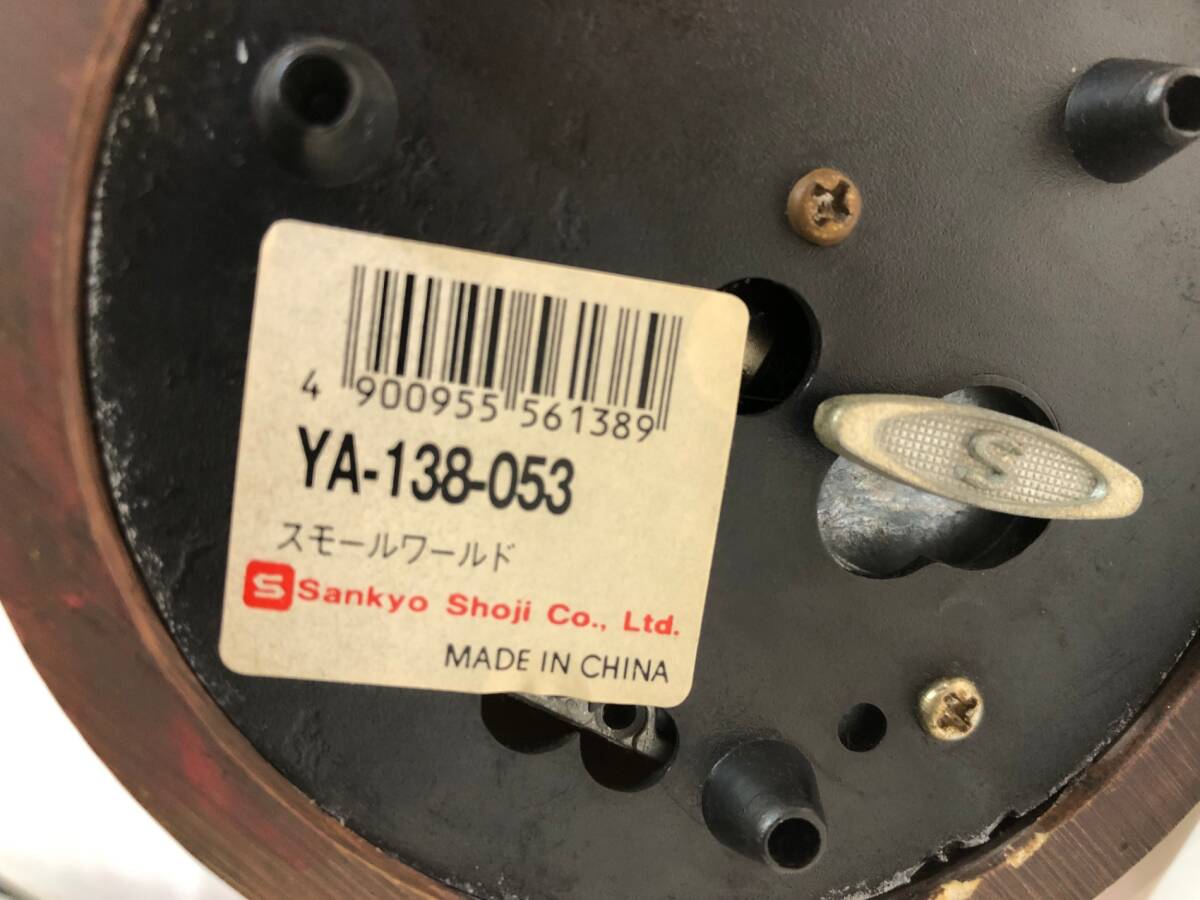 4 900955 561389
YA-138-053
スモールワールド
S Sankyo Shoji Co., Ltd.
MADE IN CHINA
S